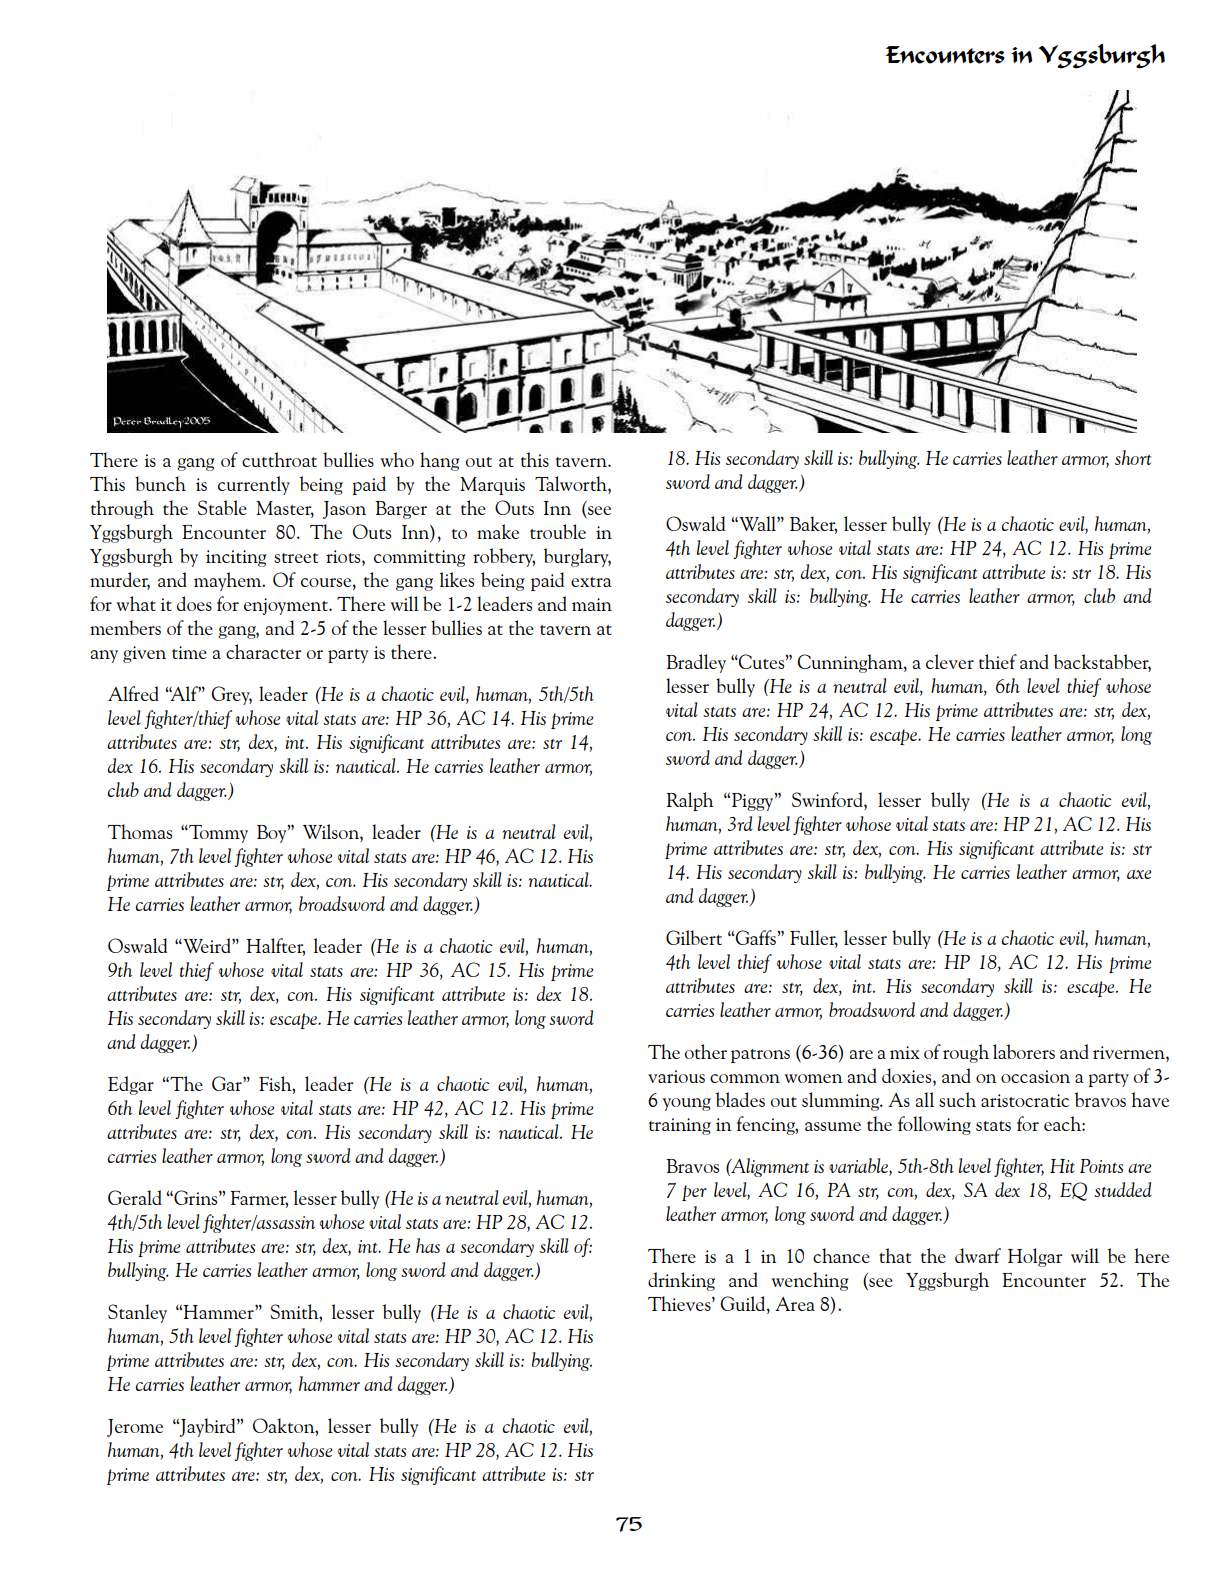 Encounters in Yggsburgh
Peter Bradley 2005
There is a gang of cutthroat bullies who hang out at this tavern.
This bunch is currently being paid by the Marquis Talworth,
through the Stable Master, Jason Barger at the Outs Inn (see
Yggsburgh Encounter 80. The Outs Inn), to make trouble in
Yggsburgh by inciting street riots, committing robbery, burglary,
murder, and mayhem. Of course, the gang likes being paid extra
for what it does for enjoyment. There will be 1-2 leaders and main
members of the gang, and 2-5 of the lesser bullies at the tavern at
any given time a character or party is there.
Alfred “Alf” Grey, leader (He is a chaotic evil, human, 5th/5th
level fighter/thief whose vital stats are: HP 36, AC 14. His prime
attributes are: str, dex, int. His significant attributes are: str 14,
dex 16. His secondary skill is: nautical. He carries leather armor,
club and dagger.)
Thomas “Tommy Boy” Wilson, leader (He is a neutral evil,
human, 7th level fighter whose vital stats are: HP 46, AC 12. His
prime attributes are: str, dex, con. His secondary skill is: nautical.
He carries leather armor, broadsword and dagger.)
Oswald “Weird” Halfter, leader (He is a chaotic evil, human,
9th level thief whose vital stats are: HP 36, AC 15. His prime
attributes are: str, dex, con. His significant attribute is: dex 18.
His secondary skill is: escape. He carries leather armor, long sword
and dagger.)
Edgar “The Gar” Fish, leader (He is a chaotic evil, human,
6th level fighter whose vital stats are: HP 42, AC 12. His prime
attributes are: str, dex, con. His secondary skill is: nautical. He
carries leather armor, long sword and dagger.)
Gerald “Grins” Farmer, lesser bully (He is a neutral evil, human,
4th/5th level fighter/assassin whose vital stats are: HP 28, AC 12.
His prime attributes are: str, dex, int. He has a secondary skill of:
bullying. He carries leather armor, long sword and dagger.)
Stanley “Hammer” Smith, lesser bully (He is a chaotic evil,
human, 5th level fighter whose vital stats are: HP 30, AC 12. His
prime attributes are: str, dex, con. His secondary skill is: bullying.
He carries leather armor, hammer and dagger.)
Jerome “Jaybird” Oakton, lesser bully (He is a chaotic evil,
human, 4th level fighter whose vital stats are: HP 28, AC 12. His
prime attributes are: str, dex, con. His significant attribute is: str
18. His secondary skill is: bullying. He carries leather armor, short
sword and dagger.)
Oswald “Wall” Baker, lesser bully (He is a chaotic evil, human,
4th level fighter whose vital stats are: HP 24, AC 12. His prime
attributes are: str, dex, con. His significant attribute is: str 18. His
secondary skill is: bullying. He carries leather armor, club and
dagger.)
Bradley “Cutes” Cunningham, a clever thief and backstabber,
lesser bully (He is a neutral evil, human, 6th level thief whose
vital stats are: HP 24, AC 12. His prime attributes are: str, dex,
con. His secondary skill is: escape. He carries leather armor, long
sword and dagger.)
Ralph “Piggy” Swinford, lesser bully (He is a chaotic evil,
human, 3rd level fighter whose vital stats are: HP 21, AC 12. His
prime attributes are: str, dex, con. His significant attribute is: str
14. His secondary skill is: bullying. He carries leather armor, axe
and dagger.)
Gilbert “Gaffs” Fuller, lesser bully (He is a chaotic evil, human,
4th level thief whose vital stats are: HP 18, AC 12. His prime
attributes are: str, dex, int. His secondary skill is: escape. He
carries leather armor, broadsword and dagger.)
The other patrons (6-36) are a mix of rough laborers and rivermen,
various common women and doxies, and on occasion a party of 3-
6 young blades out slumming. As all such aristocratic bravos have
training in fencing, assume the following stats for each:
Bravos (Alignment is variable, 5th-8th level fighter, Hit Points are
7 per level, AC 16, PA str, con, dex, SA dex 18, EQ studded
leather armor, long sword and dagger.)
There is a 1 in 10 chance that the dwarf Holgar will be here
drinking and wenching (see Yggsburgh Encounter 52. The
Thieves’ Guild, Area 8).
75